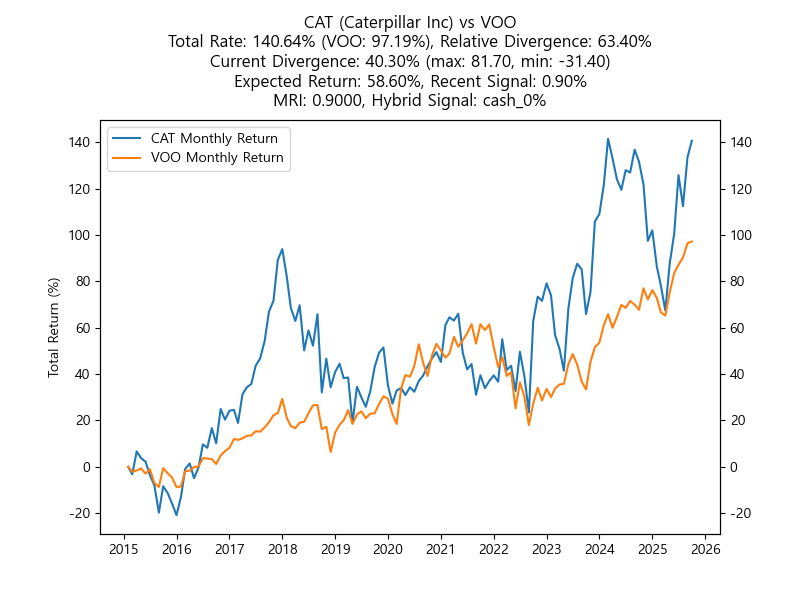 CAT (Caterpillar Inc) vs VOO
Total Rate: 140.64% (VOO: 97.19%), Relative Divergence: 63.40%
Current Divergence: 40.30% (max: 81.70, min: -31.40)
Expected Return: 58.60%, Recent Signal: 0.90%
MRI: 0.9000, Hybrid Signal: cash_0%
CAT Monthly Return
VOO Monthly Return
Total Return (%)
140
120
100
80
60
40
20
0
-20
140
120
100
80
60
40
20
0
-20
2015 2016 2017 2018 2019 2020 2021 2022 2023 2024 2025 2026